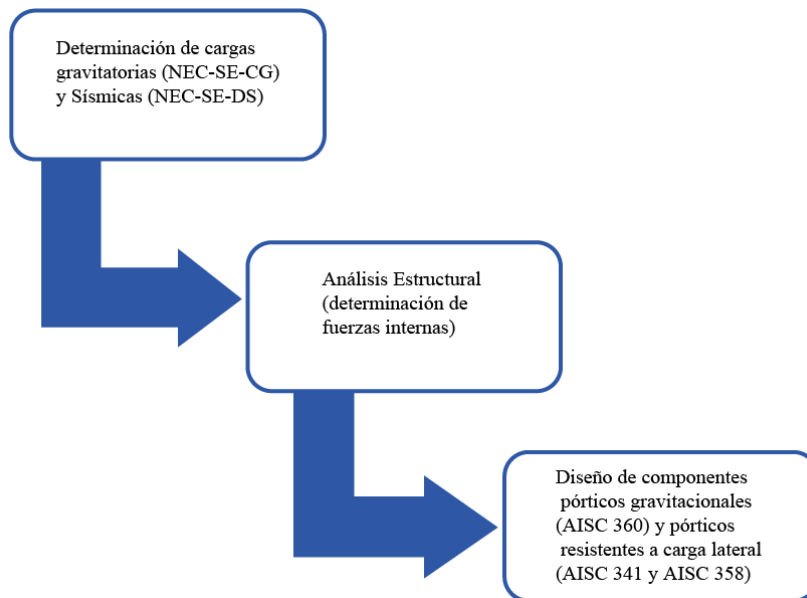 Determinación de cargas
gravitatorias (NEC-SE-CG)
y Sísmicas (NEC-SE-DS)
Análisis Estructural
(determinación de
fuerzas internas)
Diseño de componentes
pórticos gravitacionales
(AISC 360) y pórticos
resistentes a carga lateral
(AISC 341 y AISC 358)